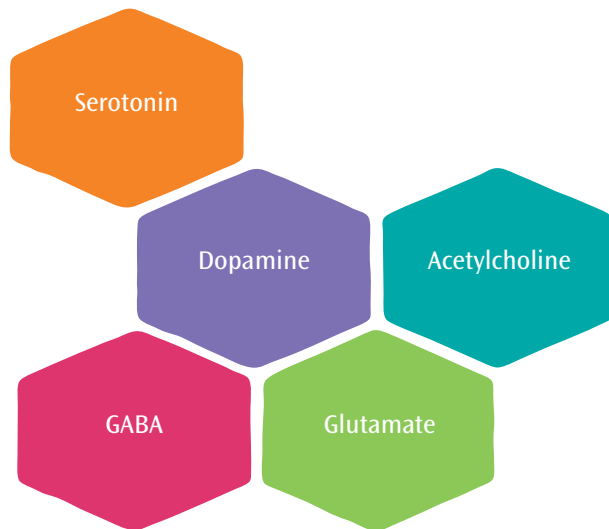 Serotonin
Dopamine
Acetylcholine
GABA
Glutamate